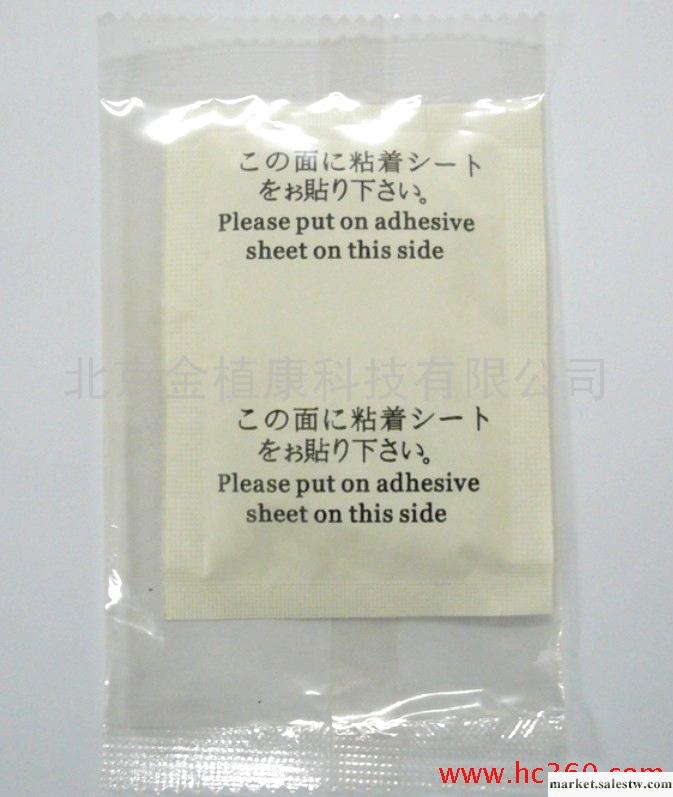 この面に粘着シート
をお貼り下さい。
Please put on adhesive
sheet on this side
北京金植康科技有限公司
この面に粘着シート
をお貼り下さい。
Please put on adhesive
sheet on this side
www.hc360.com
market.salestw.com